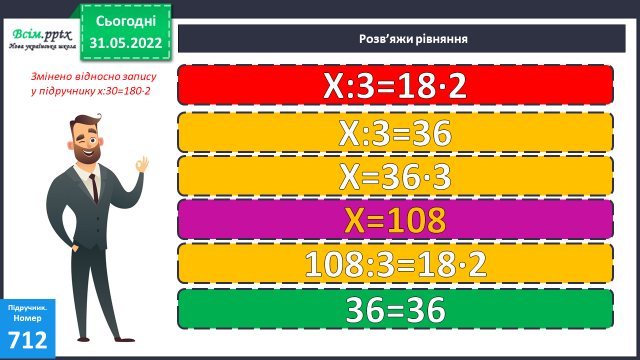 Всім.pptx
Нова українська школа
Сьогодні
31.05.2022
Розв’яжи рівняння
Змінено відносно запису
у підручнику х:30=180·2
Х:3=18·2
Х:3=36
Х=36·3
Х=108
108:3=18·2
36=36
Підручник.
Номер
712